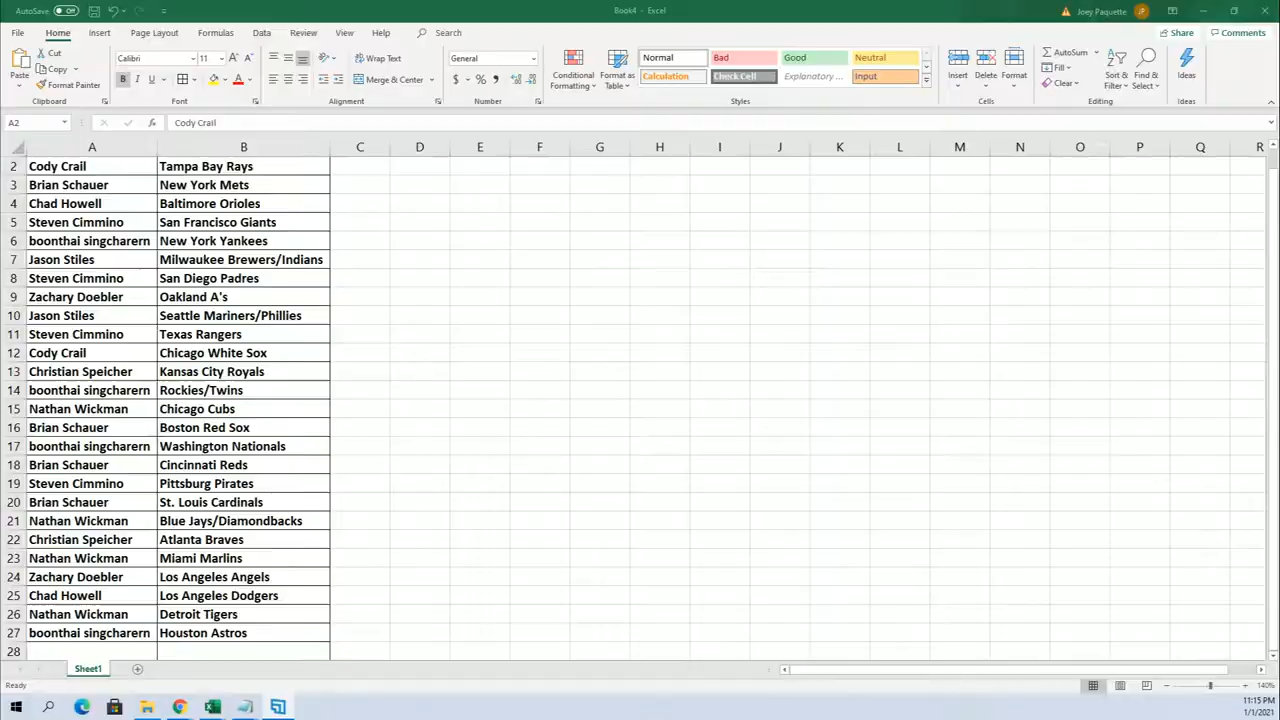 AutoSave Off Book4 - Excel Joey Paquette JP
File Home Insert Page Layout Formulas Data Review View Help Search Share Comments
Paste Cut Copy Format Painter Clipboard
Calibri 11 A A B I U A Font
Wrap Text Merge & Center Alignment
General $ % , Number
Conditional Formatting Format as Table
Normal Bad Good Neutral
Calculation Check Cell Explanatory ... Input
Styles
Insert Delete Format Cells
AutoSum Fill Clear Sort & Filter Find & Select Editing
Ideas Ideas
A2 fx Cody Crail
A B C D E F G H I J K L M N O P Q R
2 Cody Crail Tampa Bay Rays
3 Brian Schauer New York Mets
4 Chad Howell Baltimore Orioles
5 Steven Cimmino San Francisco Giants
6 boonthai singcharern New York Yankees
7 Jason Stiles Milwaukee Brewers/Indians
8 Steven Cimmino San Diego Padres
9 Zachary Doebler Oakland A's
10 Jason Stiles Seattle Mariners/Phillies
11 Steven Cimmino Texas Rangers
12 Cody Crail Chicago White Sox
13 Christian Speicher Kansas City Royals
14 boonthai singcharern Rockies/Twins
15 Nathan Wickman Chicago Cubs
16 Brian Schauer Boston Red Sox
17 boonthai singcharern Washington Nationals
18 Brian Schauer Cincinnati Reds
19 Steven Cimmino Pittsburg Pirates
20 Brian Schauer St. Louis Cardinals
21 Nathan Wickman Blue Jays/Diamondbacks
22 Christian Speicher Atlanta Braves
23 Nathan Wickman Miami Marlins
24 Zachary Doebler Los Angeles Angels
25 Chad Howell Los Angeles Dodgers
26 Nathan Wickman Detroit Tigers
27 boonthai singcharern Houston Astros
28
Sheet1
Ready 140%
11:15 PM
1/1/2021